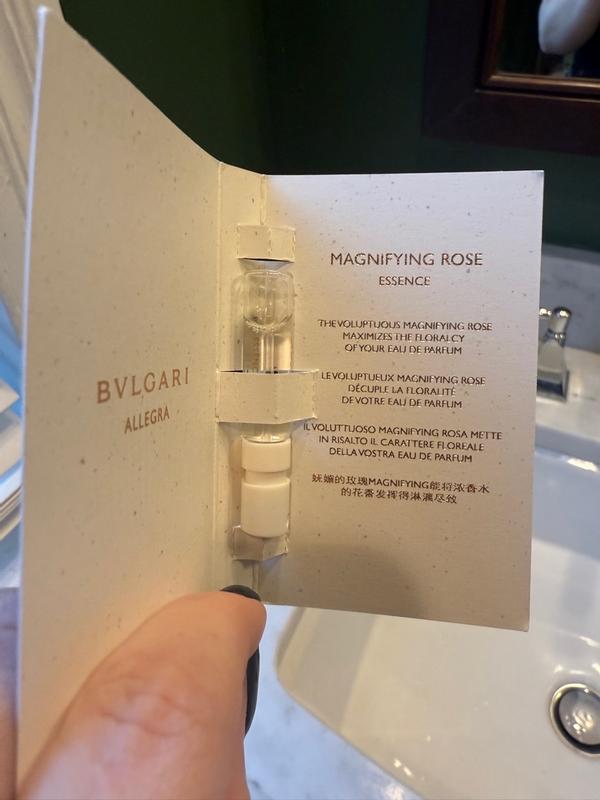 BVLGARI
ALLEGRA
MAGNIFYING ROSE
ESSENCE
THE VOLUPTUOUS MAGNIFYING ROSE
MAXIMIZES THE FLORALCY
OF YOUR EAU DE PARFUM
LE VOLUPTUEUX MAGNIFYING ROSE
DÉCUPLE LA FLORALITÉ
DE VOTRE EAU DE PARFUM
IL VOLUTTUOSO MAGNIFYING ROSA METTE
IN RISALTO IL CARATTERE FLOREALE
DELLA VOSTRA EAU DE PARFUM
妩媚的玫瑰MAGNIFYING能将浓香水
的花香发挥得淋漓尽致